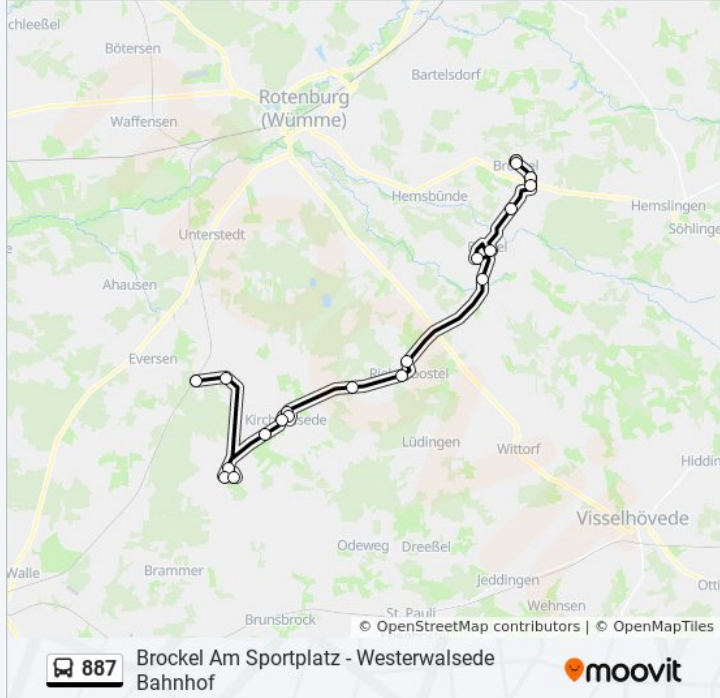 chleeßel
Bötersen
Bartelsdorf
Rotenburg
(Wümme)
Waffensen
Hemsbünde
Hemslingen
Söhlinge
Unterstedt
Ahausen
Eversen
Lüdingen
Wittorf
Hiddin
Visselhövede
Odeweg
Dreeßel
Walle
Brammer
Jeddingen
Otti
Wehnsen
Brunsbrock
St. Pauli
© OpenStreetMap contributors | © OpenMapTiles
887
Brockel Am Sportplatz - Westerwalsede
Bahnhof
moovit